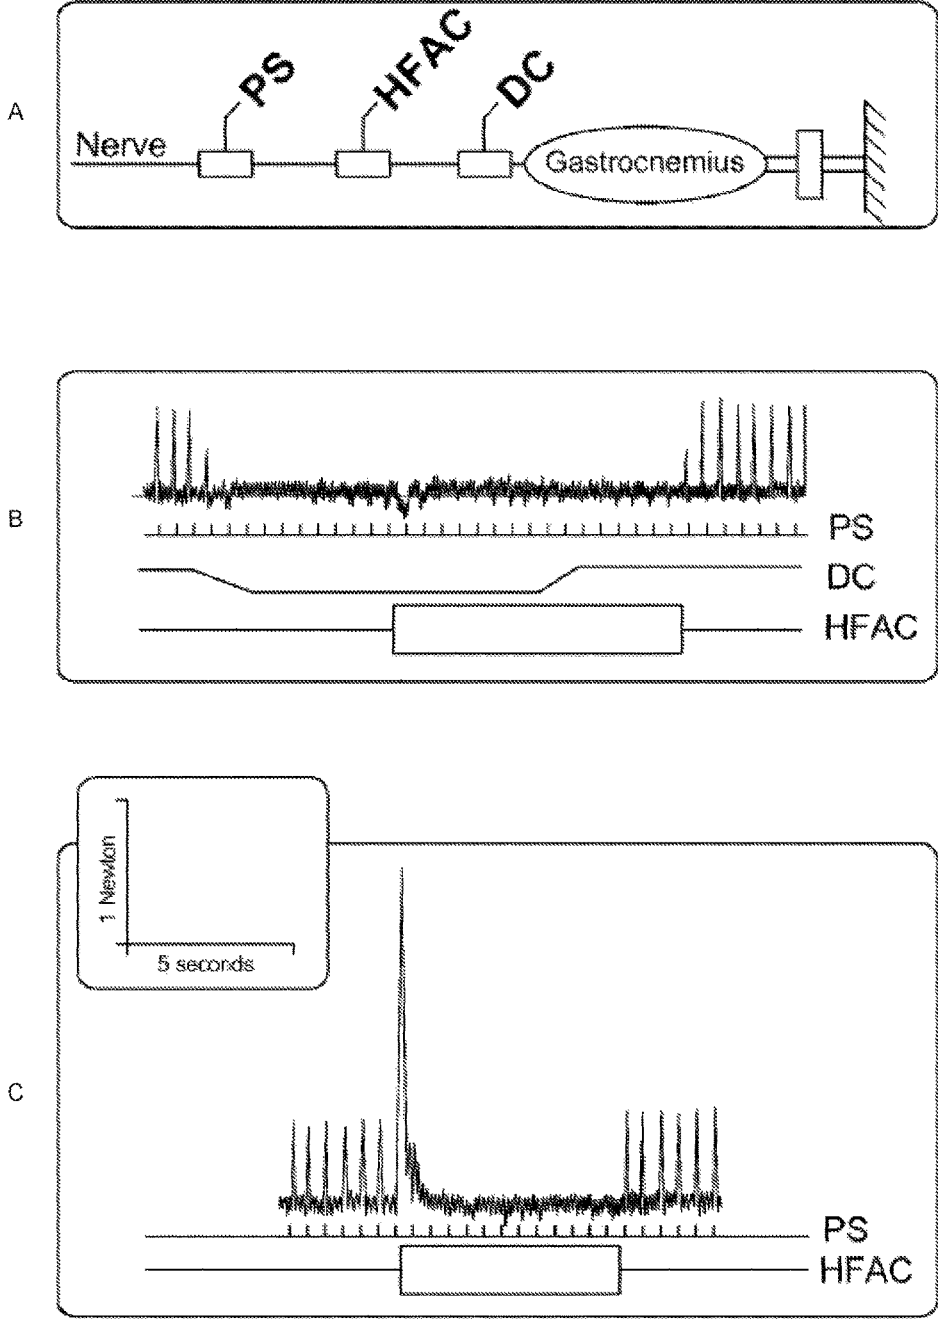 A
PS
HFAC
DC
Nerve
Gastrocnemius
B
PS
DC
HFAC
1 Newton
5 seconds
C
PS
HFAC